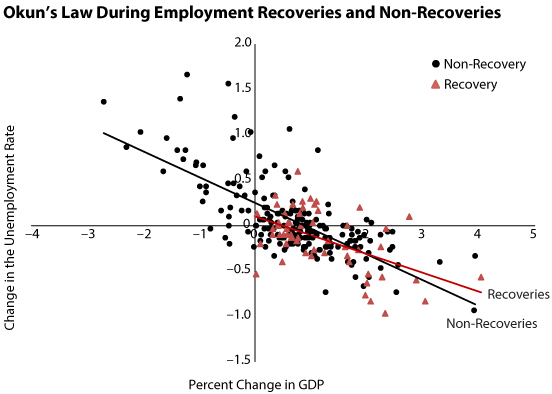 Okun's Law During Employment Recoveries and Non-Recoveries
2.0
Non-Recovery
1.5
Recovery
1.0
0.5
0
−4
−3
−2
−1
0
1
2
3
4
5
−0.5
−1.0
−1.5
Recoveries
Non-Recoveries
Change in the Unemployment Rate
Percent Change in GDP